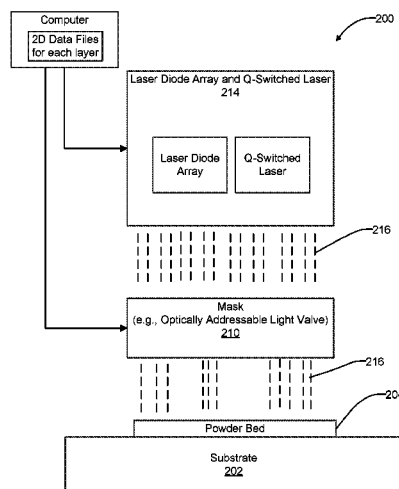 Computer
2D Data Files
for each layer
200
Laser Diode Array and Q-Switched Laser
214
Laser Diode
Array
Q-Switched
Laser
216
Mask
(e.g., Optically Addressable Light Valve)
210
216
204
Powder Bed
Substrate
202